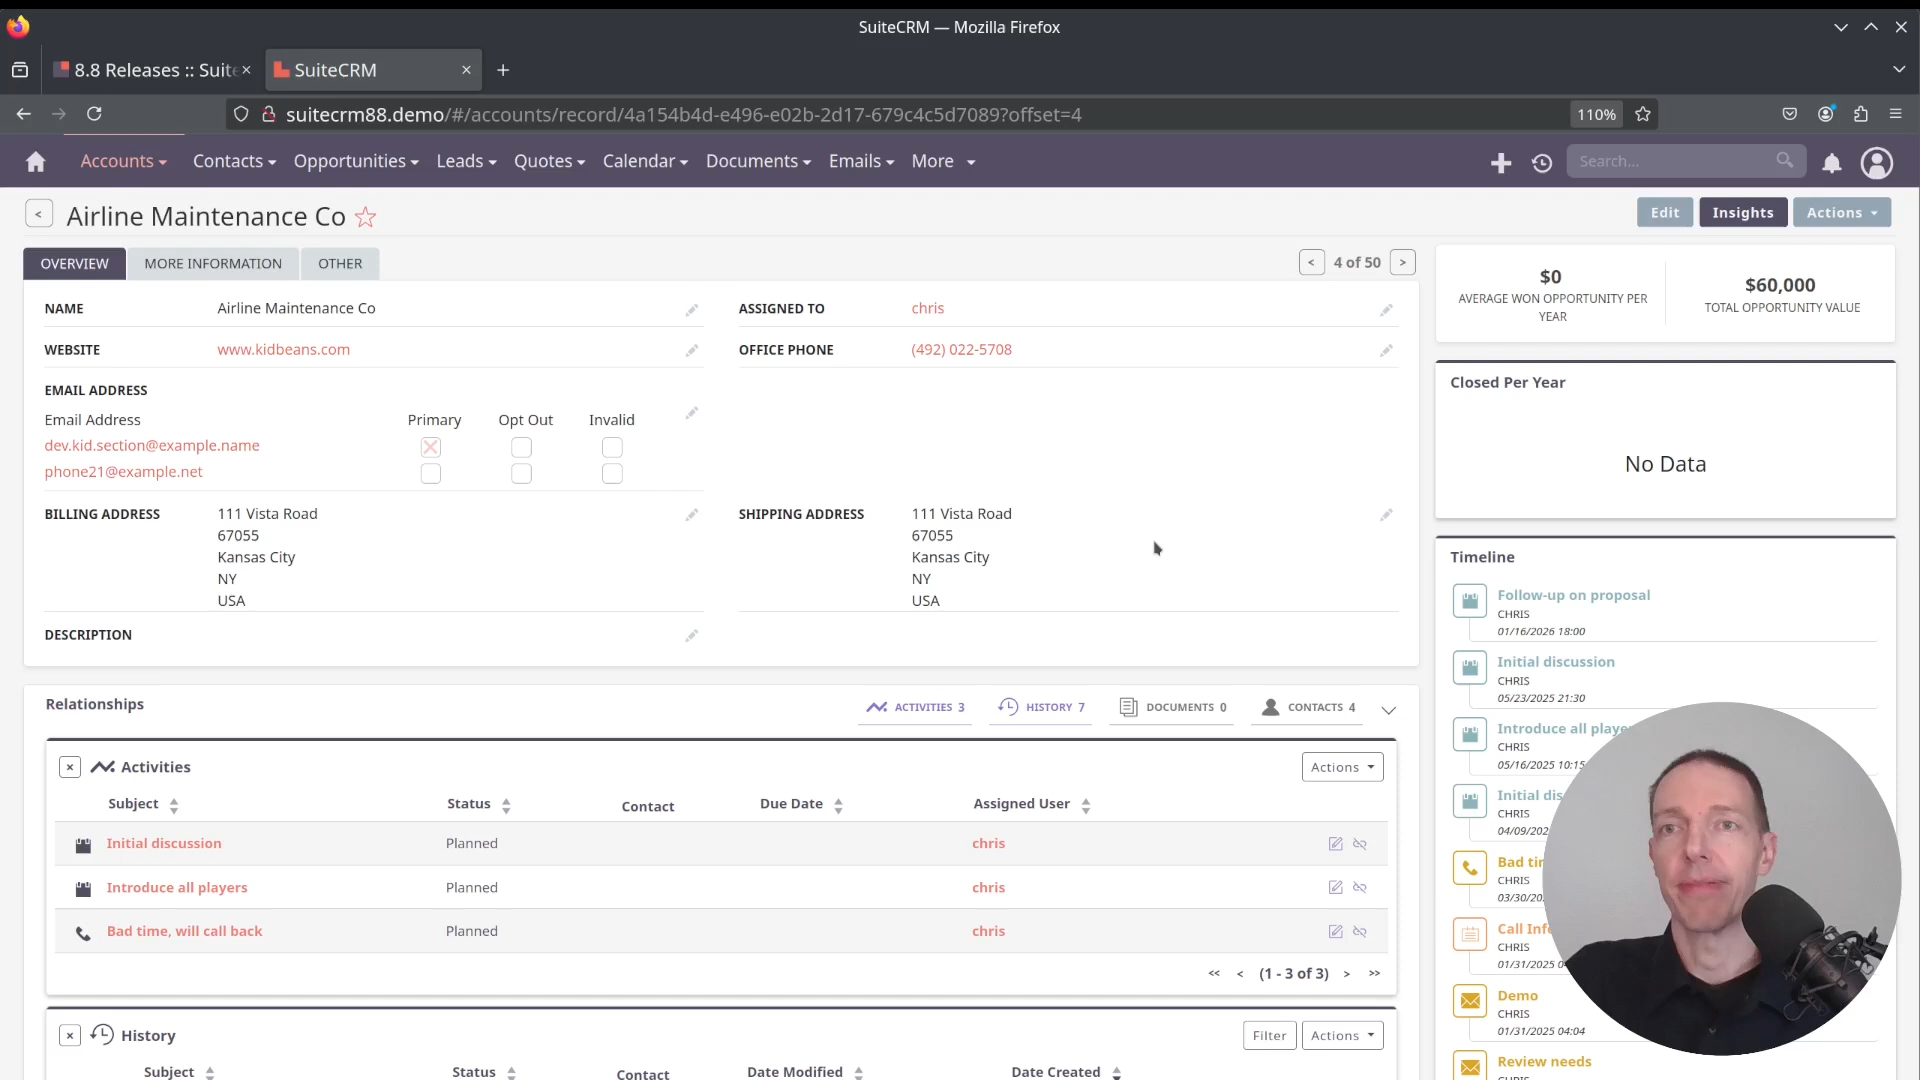 SuiteCRM — Mozilla Firefox
8.8 Releases :: Suite
SuiteCRM
suitecrm88.demo/#/accounts/record/4a154b4d-e496-e02b-2d17-679c4c5d7089?offset=4
110%
Accounts Contacts Opportunities Leads Quotes Calendar Documents Emails More
Search...
Airline Maintenance Co
Edit Insights Actions
OVERVIEW MORE INFORMATION OTHER
< 4 of 50 >
NAME Airline Maintenance Co
ASSIGNED TO chris
WEBSITE www.kidbeans.com
OFFICE PHONE (492) 022-5708
EMAIL ADDRESS
Email Address Primary Opt Out Invalid
dev.kid.section@example.name
phone21@example.net
BILLING ADDRESS 111 Vista Road
67055
Kansas City
NY
USA
SHIPPING ADDRESS 111 Vista Road
67055
Kansas City
NY
USA
DESCRIPTION
$0
AVERAGE WON OPPORTUNITY PER
YEAR
$60,000
TOTAL OPPORTUNITY VALUE
Closed Per Year
No Data
Timeline
Follow-up on proposal
CHRIS
01/16/2026 18:00
Initial discussion
CHRIS
05/23/2025 21:30
Introduce all
CHRIS
05/16/2025 10:15
Initial
CHRIS
Bad
CHRIS
Call
CHRIS
01/31/2025
Demo
CHRIS
01/31/2025 04:04
Review needs
CHRIS
Relationships
ACTIVITIES 3 HISTORY 7 DOCUMENTS 0 CONTACTS 4
Activities
Actions
Subject Status Contact Due Date Assigned User
Initial discussion Planned chris
Introduce all players Planned chris
Bad time, will call back Planned chris
<< < (1 - 3 of 3) > >>
History
Filter Actions
Subject Status Contact Date Modified Date Created